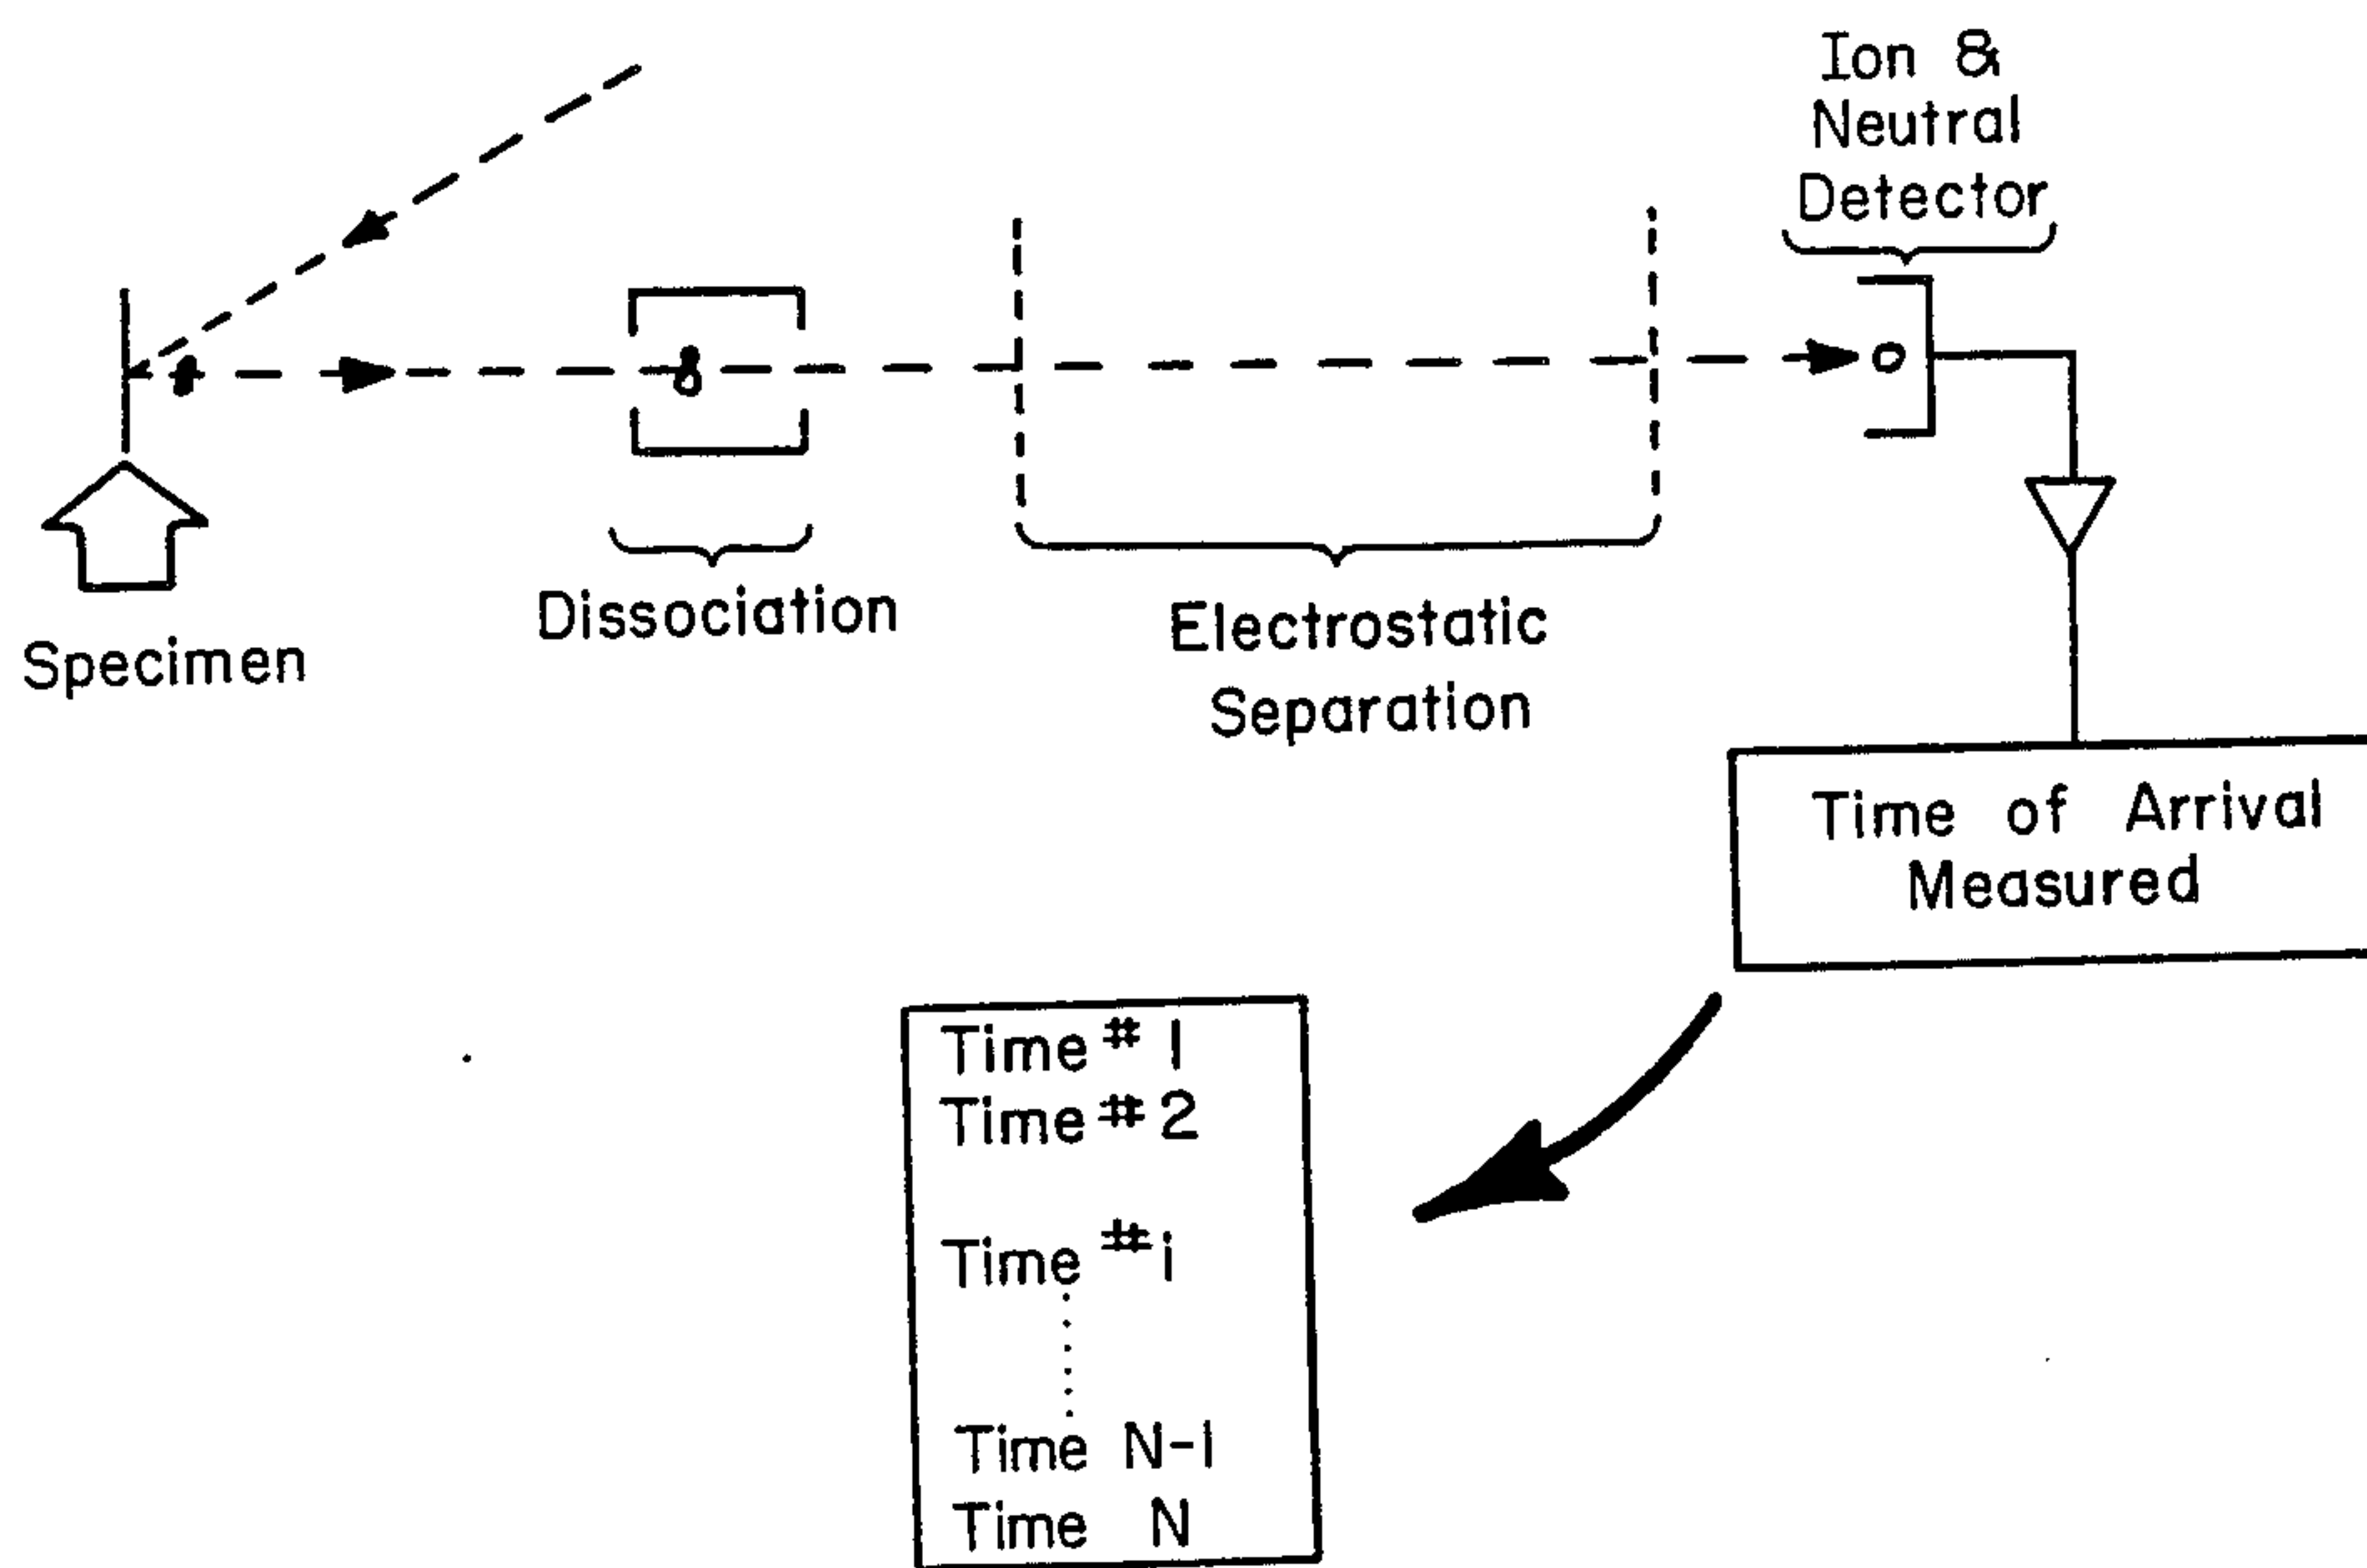 Ion &
Neutral
Detector
Specimen
Dissociation
Electrostatic
Separation
Time of Arrival
Measured
Time # 1
Time # 2
Time # i
Time N-1
Time N